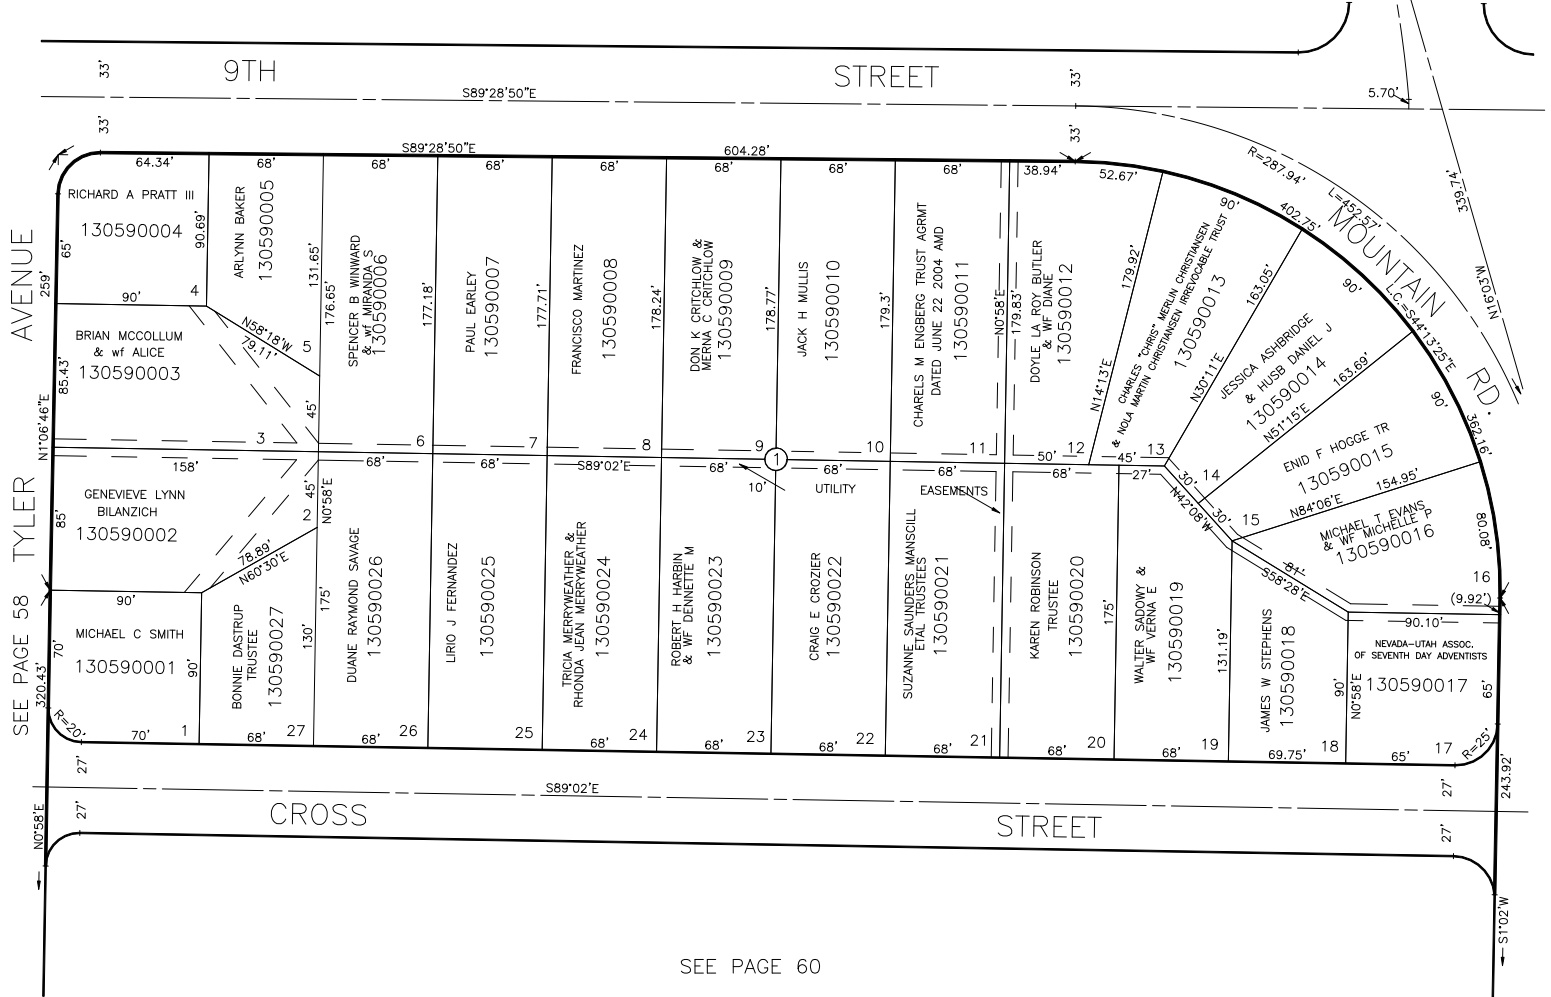 9TH STREET
33'
33'
33'
33'
S89°28'50"E
5.70'
339.74'
N16°03'W
S89°28'50"E
604.28'
64.34'
68'
68'
68'
68'
68'
68'
68'
38.94'
52.67'
R=287.94'
L=452.57'
402.75'
L.C.=S44°13'25"E
362.16'
MOUNTAIN RD.
TYLER AVENUE
SEE PAGE 58
259'
N1°06'46"E
320.43'
N0°58'E
RICHARD A PRATT III
130590004
65'
90.69'
90'
4
ARLYNN BAKER
130590005
131.65'
5
N58°18'W
79.11'
45'
BRIAN MCCOLLUM
& wf ALICE
130590003
85.43'
3
158'
SPENCER B WINWARD
& wf MIRANDA S
130590006
176.65'
6
PAUL EARLEY
130590007
177.18'
7
FRANCISCO MARTINEZ
130590008
177.71'
8
DON K CRITCHLOW &
MERNA C CRITCHLOW
130590009
178.24'
9
JACK H MULLIS
130590010
178.77'
10
CHARELS M ENGBERG TRUST AGRMT
DATED JUNE 22 2004 AMD
130590011
179.3'
11
N0°58'E
179.83'
DOYLE LA ROY BUTLER
& WF DIANE
130590012
50'
12
N14°13'E
179.92'
CHARLES "CHRIS" MERLIN CHRISTIANSEN
& NOLA MARTIN CHRISTIANSEN IRREVOCABLE TRUST
130590013
90'
45'
13
N30°11'E
163.05'
JESSICA ASHBRIDGE
& HUSB DANIEL J
130590014
90'
30'
14
N51°15'E
163.69'
ENID F HOGGE TR
130590015
90'
30'
15
N84°06'E
154.95'
MICHAEL T EVANS
& WF MICHELLE P
130590016
80.08'
16
(9.92')
81'
S58°28'E
27'
N42°08'W
1
S89°02'E
10'
UTILITY EASEMENTS
68'
68'
68'
68'
68'
68'
GENEVIEVE LYNN
BILANZICH
130590002
85'
45'
2
N0°58'E
78.89'
N60°30'E
90'
MICHAEL C SMITH
130590001
70'
90'
R=20'
70'
1
BONNIE DASTRUP
TRUSTEE
130590027
130'
68'
27
DUANE RAYMOND SAVAGE
130590026
175'
68'
26
LIRIO J FERNANDEZ
130590025
25
TRICIA MERRYWEATHER &
RHONDA JEAN MERRYWEATHER
130590024
68'
24
ROBERT H HARBIN
& WF DENNETTE M
130590023
68'
23
CRAIG E CROZIER
130590022
68'
22
SUZANNE SAUNDERS MANSCILL
ETAL TRUSTEES
130590021
68'
21
KAREN ROBINSON
TRUSTEE
130590020
175'
68'
20
WALTER SADOWY &
WF VERNA E
130590019
131.19'
68'
19
JAMES W STEPHENS
130590018
90'
N0°58'E
69.75'
18
90.10'
NEVADA-UTAH ASSOC.
OF SEVENTH DAY ADVENTISTS
130590017
65'
65'
17
R=25'
243.92'
27'
27'
27'
27'
S89°02'E
CROSS STREET
S1°02'W
SEE PAGE 60